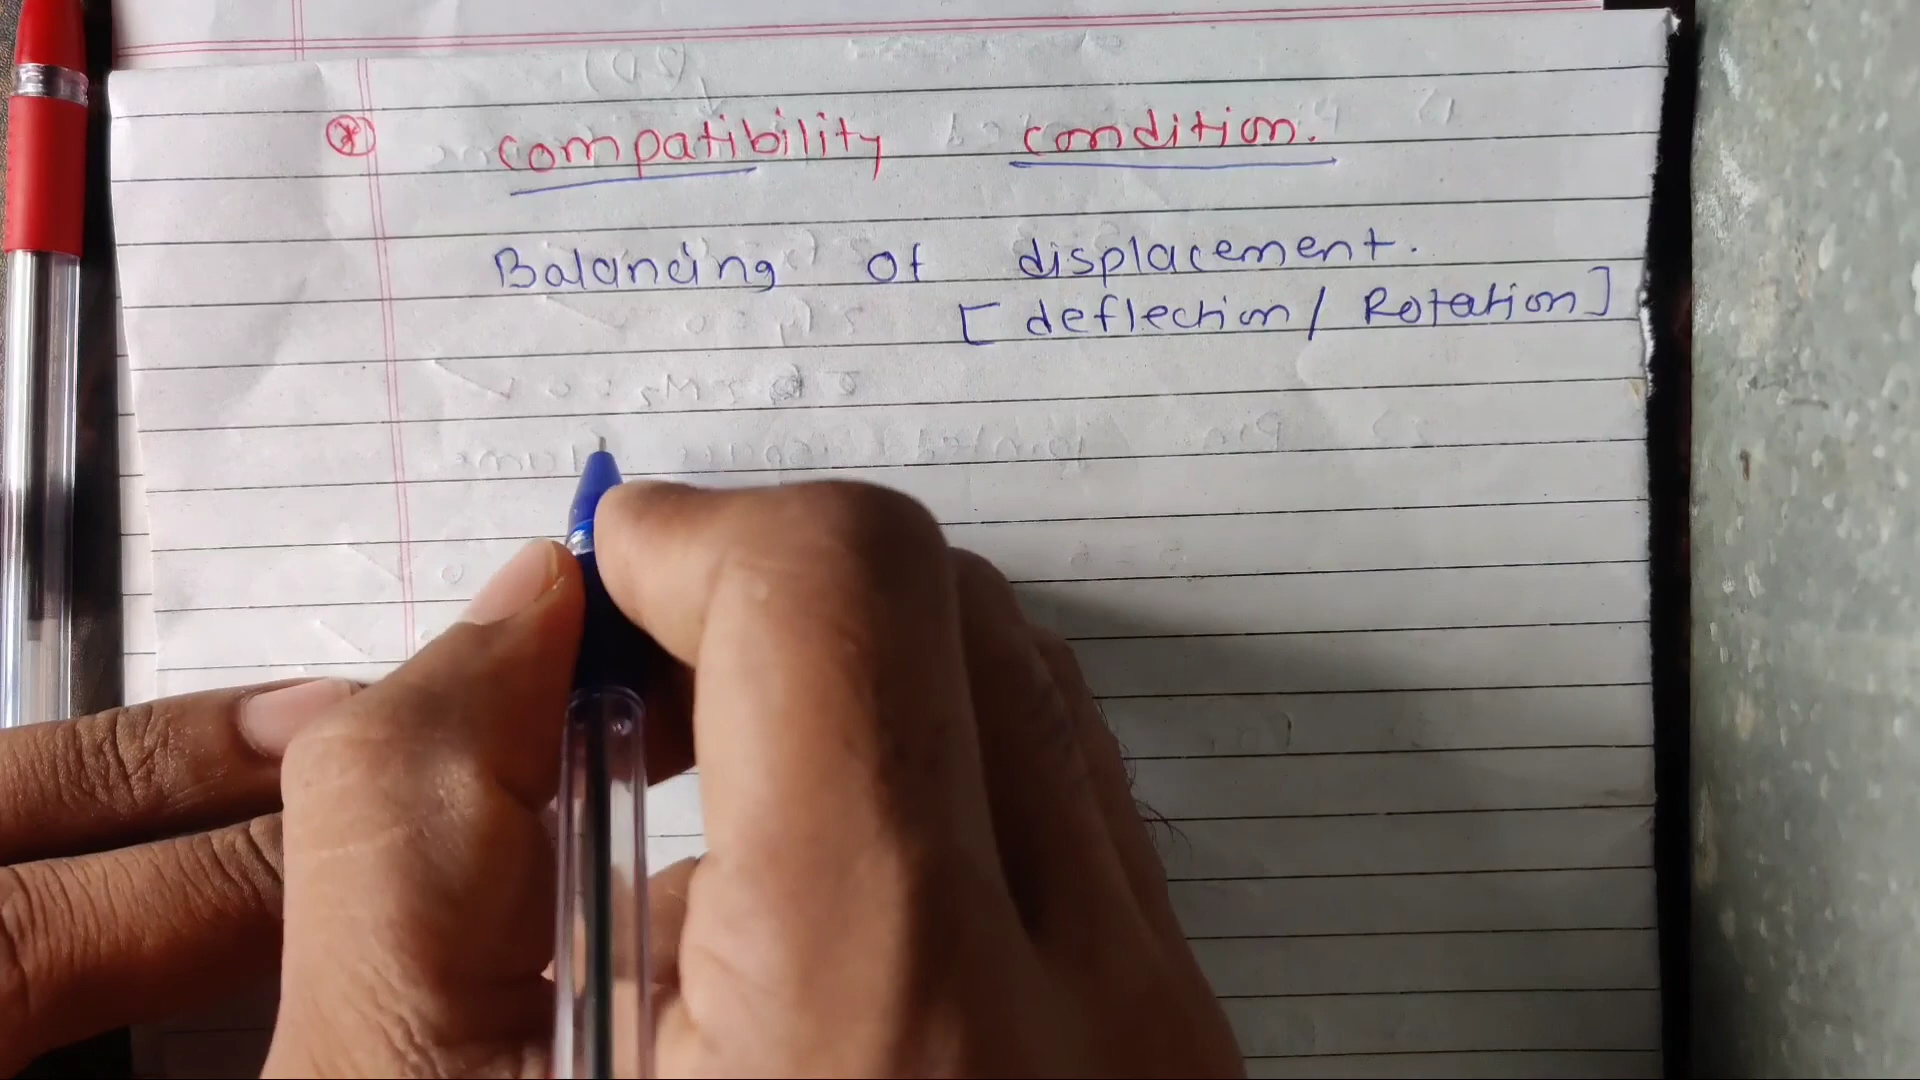 compatibility condition.
Balancing of displacement.
[deflection / Rotation]